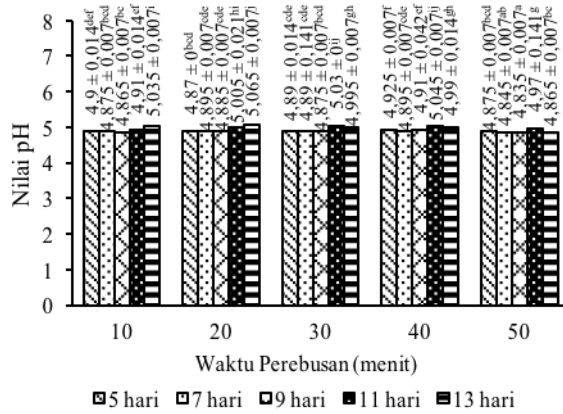 8
7
6
5
4
3
2
1
0
Nilai pH
4,9 ± 0,014def
4,875 ± 0,007bcd
4,865 ± 0,007bc
4,91 ± 0,014ef
5,035 ± 0,007i
4,87 ± 0bcd
4,895 ± 0,007cde
4,885 ± 0,007cde
5,005 ± 0,021hi
5,065 ± 0,007j
4,89 ± 0,014cde
4,89 ± 0,141cde
4,875 ± 0,007bcd
5,03 ± 0ij
4,995 ± 0,007gh
4,925 ± 0,007f
4,895 ± 0,007cde
4,91 ± 0,042ef
5,045 ± 0,007ij
4,99 ± 0,014gh
4,875 ± 0,007bcd
4,845 ± 0,007ab
4,835 ± 0,007a
4,97 ± 0,141g
4,865 ± 0,007bc
10 20 30 40 50
Waktu Perebusan (menit)
5 hari 7 hari 9 hari 11 hari 13 hari